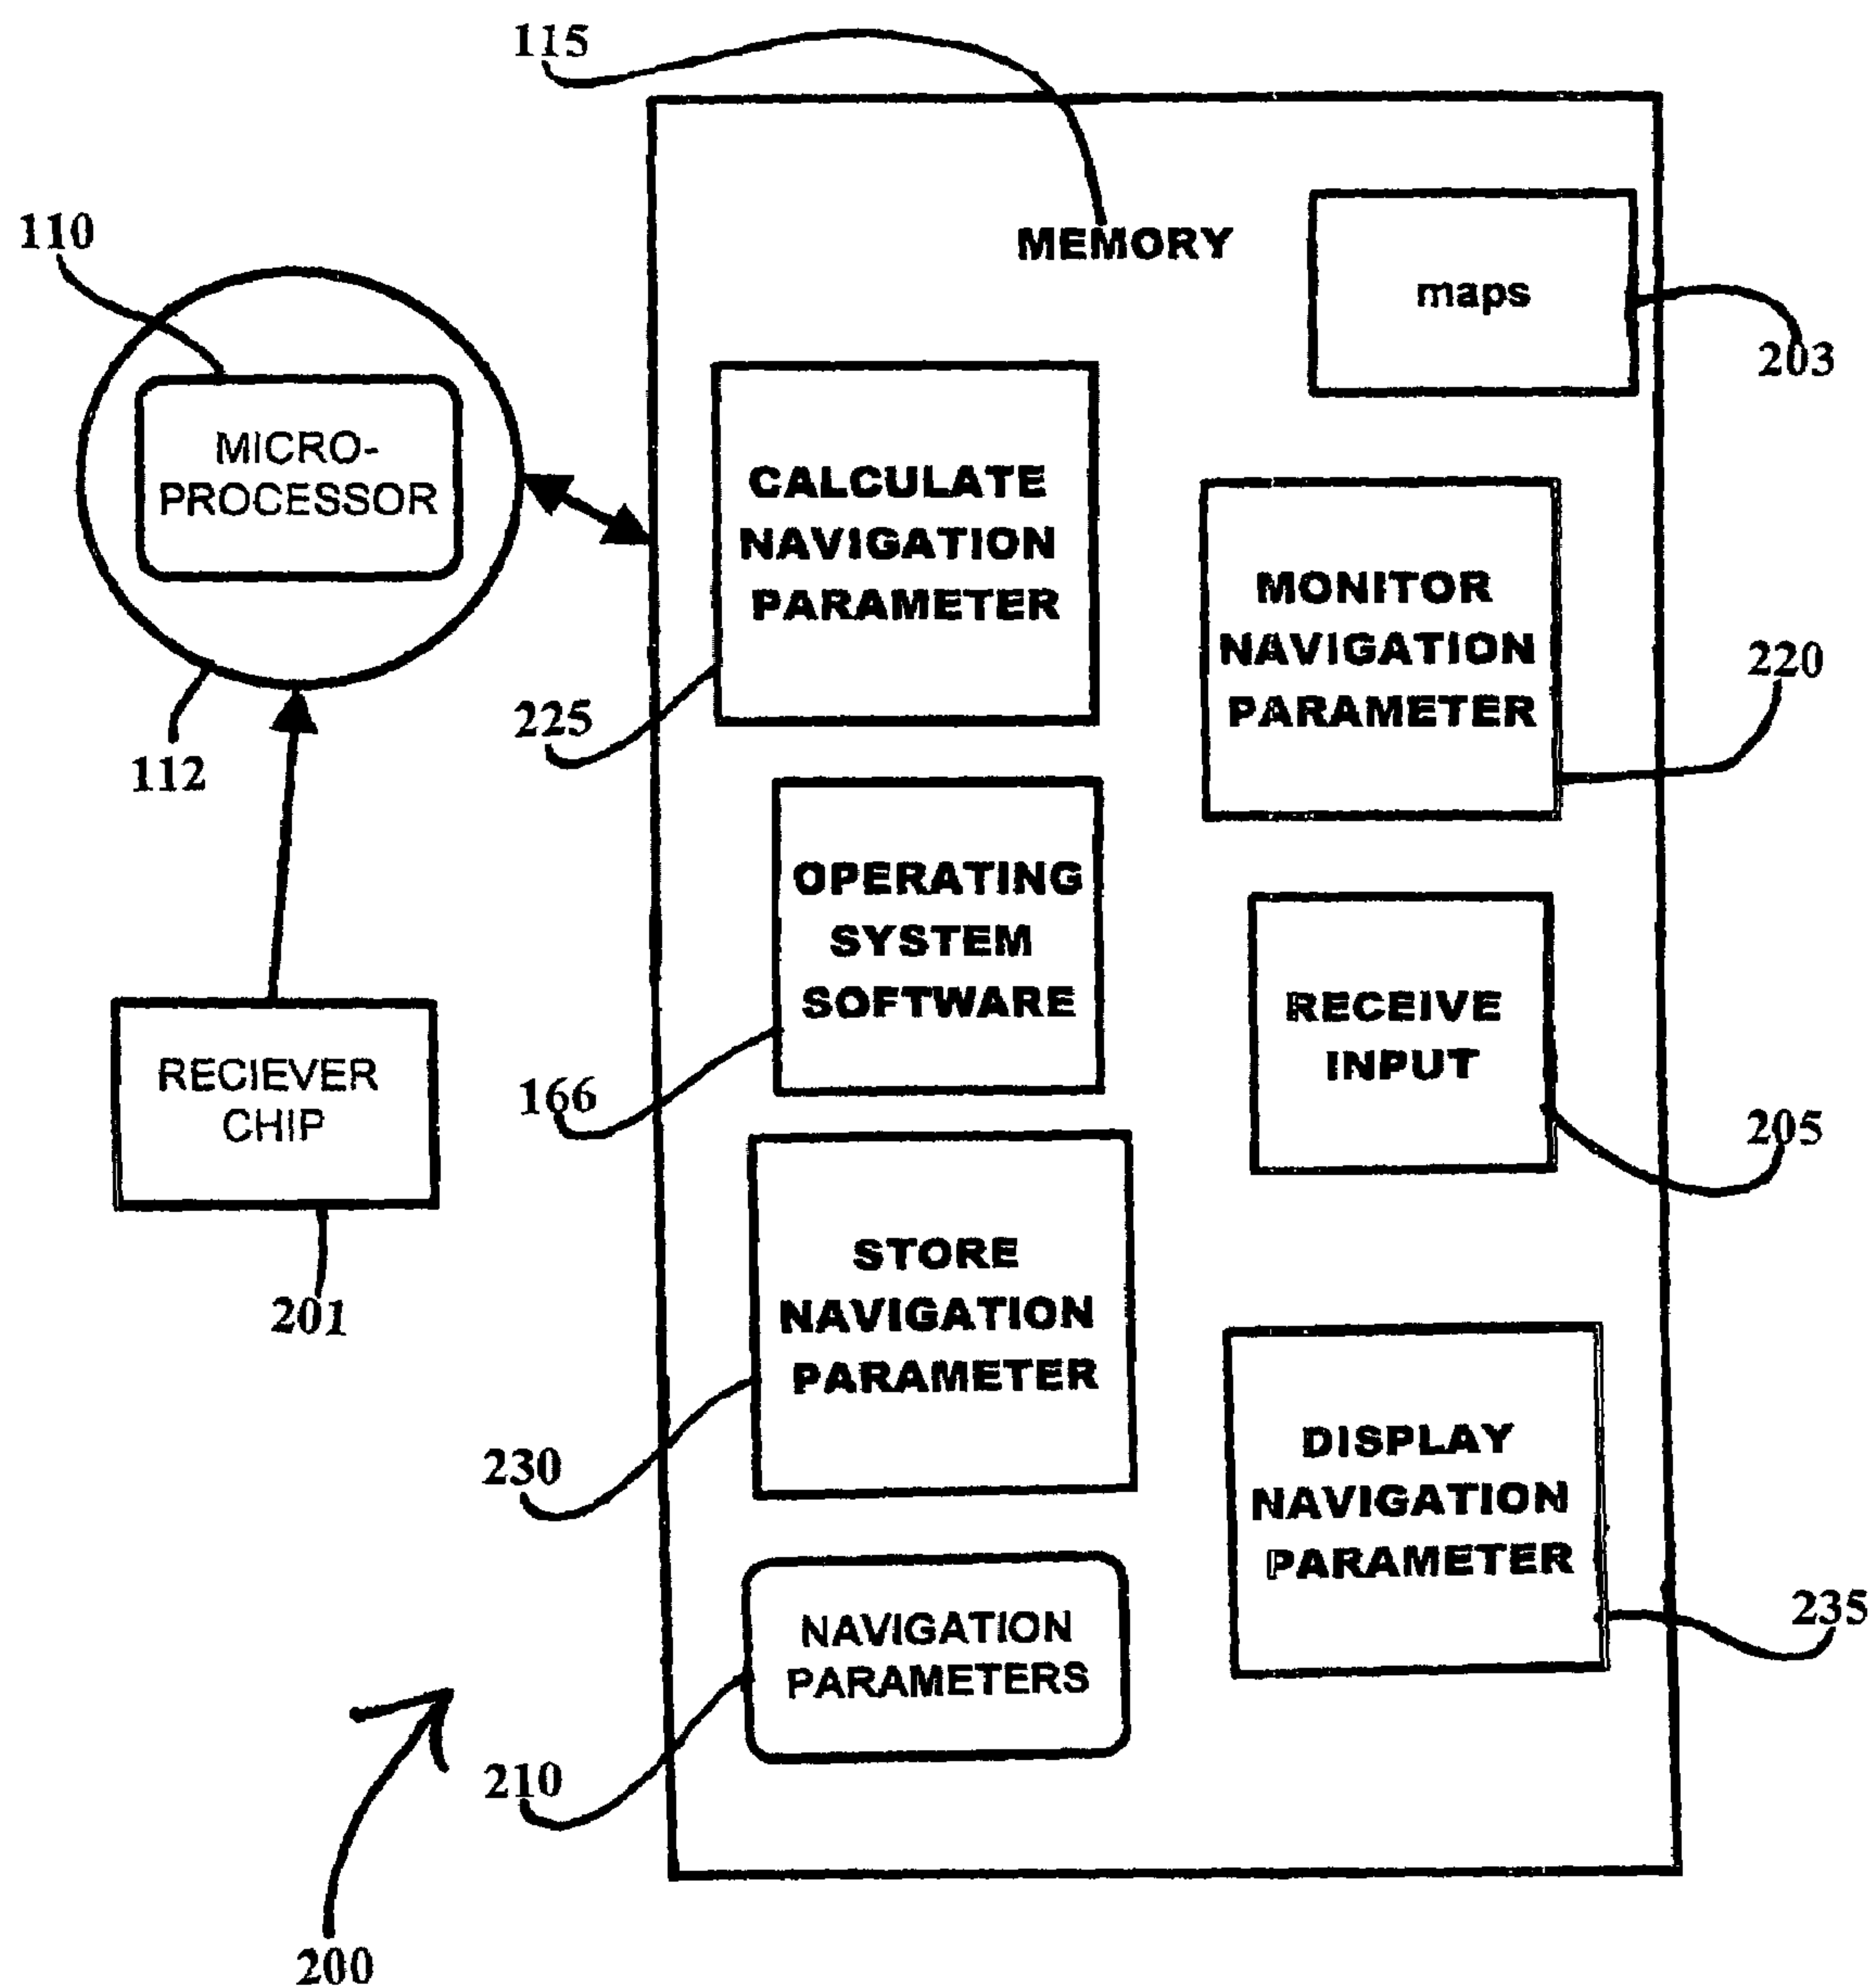 115
110
MEMORY
maps
203
MICRO-
PROCESSOR
CALCULATE
NAVIGATION
PARAMETER
MONITOR
NAVIGATION
PARAMETER
220
225
112
OPERATING
SYSTEM
SOFTWARE
RECEIVE
INPUT
166
205
RECIEVER
CHIP
201
STORE
NAVIGATION
PARAMETER
230
DISPLAY
NAVIGATION
PARAMETER
235
NAVIGATION
PARAMETERS
210
200